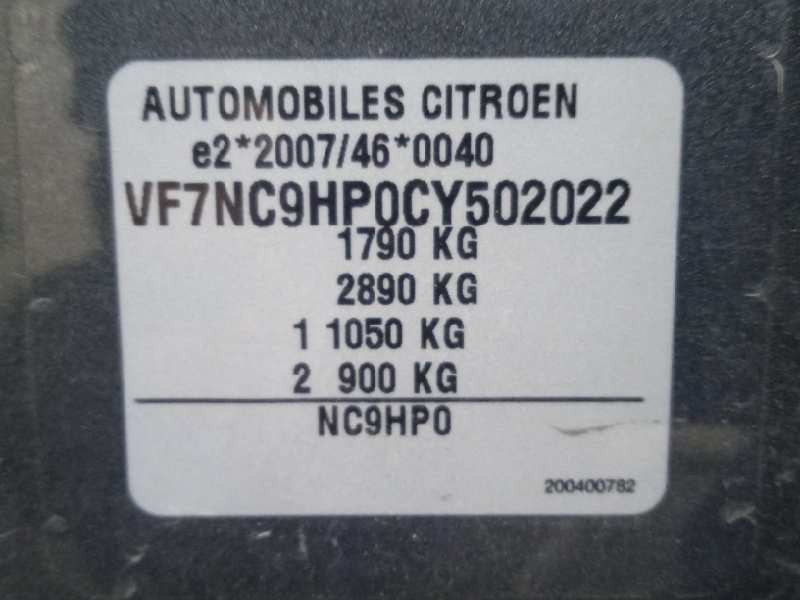 AUTOMOBILES CITROEN
e2*2007/46*0040
VF7NC9HP0CY502022
1790 KG
2890 KG
1 1050 KG
2 900 KG
NC9HP0
200400782